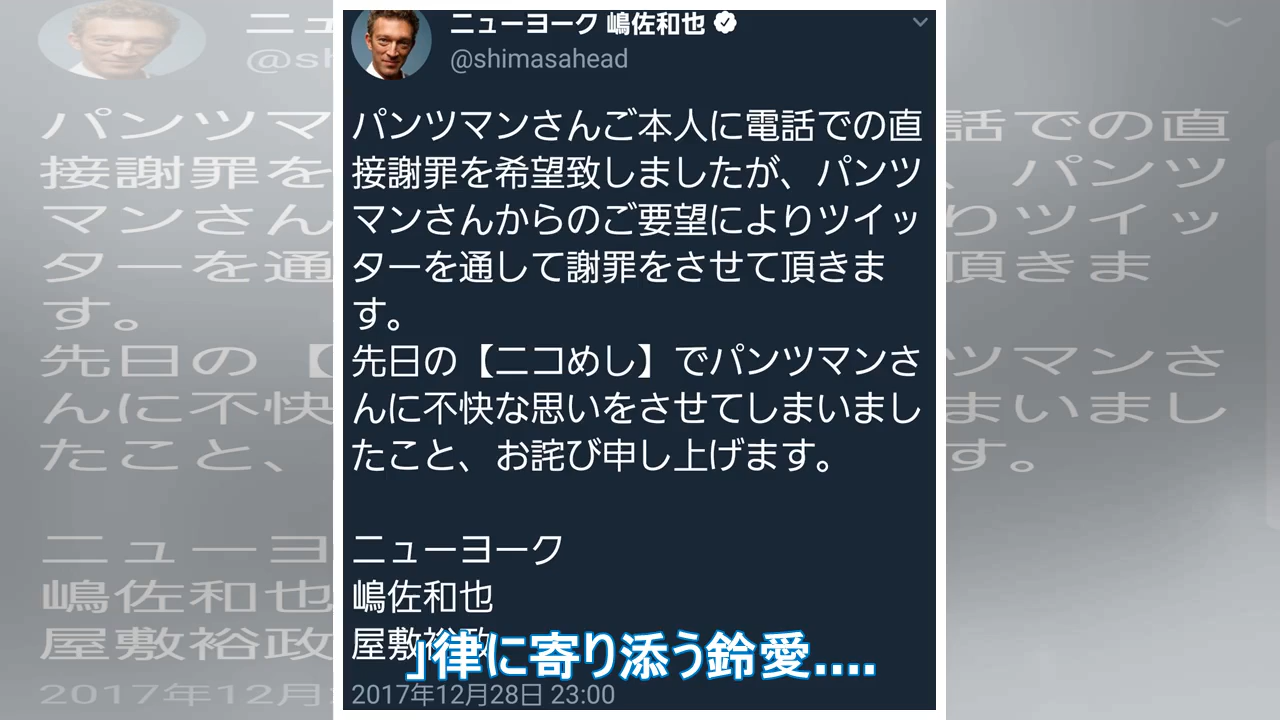 ニューヨーク 嶋佐和也
@shimasahead
パンツマンさんご本人に電話での直
接謝罪を希望致しましたが、パンツ
マンさんからのご要望によりツイッ
ターを通して謝罪をさせて頂きま
す。
先日の【ニコめし】でパンツマンさ
んに不快な思いをさせてしまいまし
たこと、お詫び申し上げます。
ニューヨーク
嶋佐和也
屋敷裕政
」律に寄り添う鈴愛....
2017年12月28日 23:00